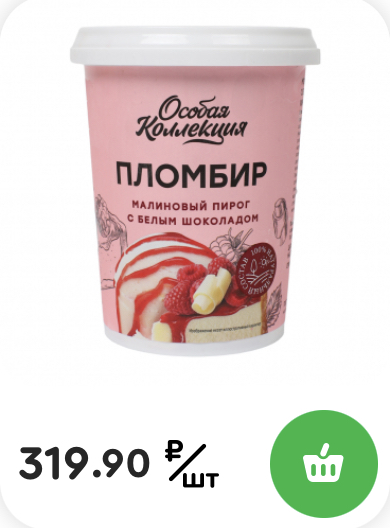 Особая
Коллекция
ПЛОМБИР
МАЛИНОВЫЙ ПИРОГ
С БЕЛЫМ ШОКОЛАДОМ
319.90 ₽/шт